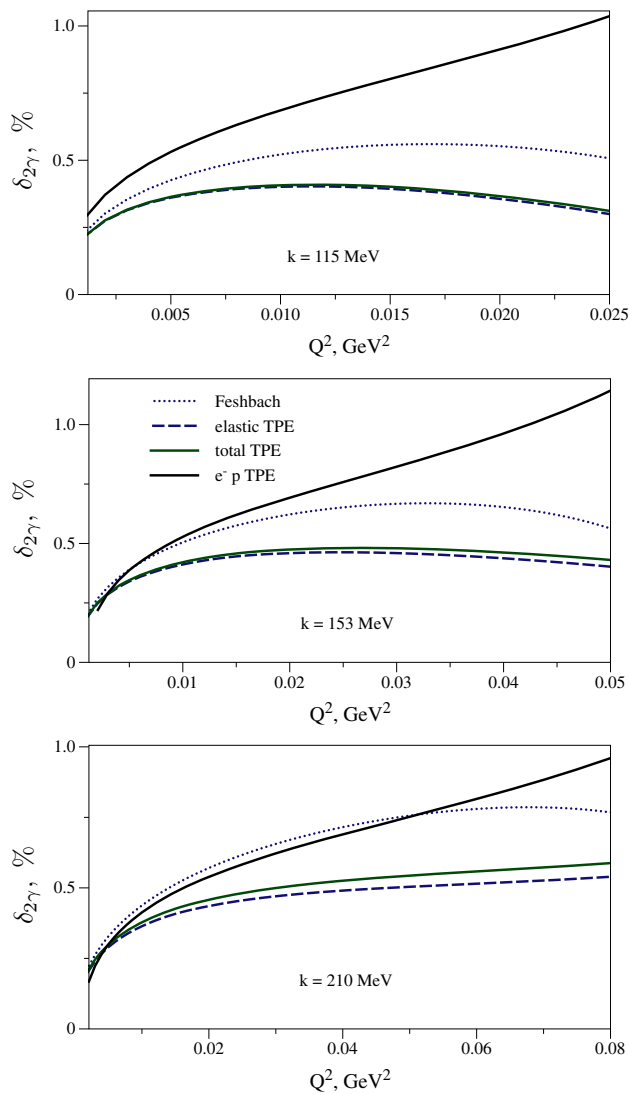 1.0
0.5
0
δ2γ, %
k = 115 MeV
0.005 0.010 0.015 0.020 0.025
Q², GeV²
1.0
0.5
0
δ2γ, %
Feshbach
elastic TPE
total TPE
e⁻ p TPE
k = 153 MeV
0.01 0.02 0.03 0.04 0.05
Q², GeV²
1.0
0.5
0
δ2γ, %
k = 210 MeV
0.02 0.04 0.06 0.08
Q², GeV²